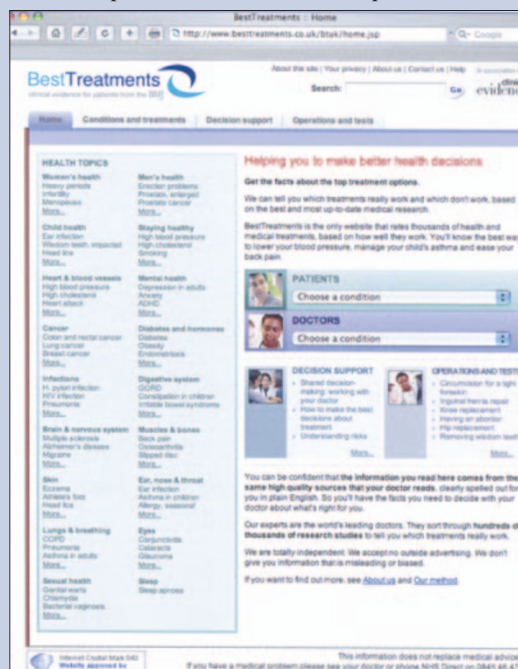 BestTreatments :: Home
http://www.besttreatments.co.uk/btuk/home.jsp
Google
About this site | Your privacy | About us | Contact us | Help
BestTreatments
clinical evidence for patients from the BMJ
Search:
Go
evidenc
Home
Conditions and treatments
Decision support
Operations and tests
HEALTH TOPICS
Women's health
Heavy periods
Infertility
Menopause
More...
Child health
Ear infection
Wisdom teeth, impacted
Head lice
More...
Heart & blood vessels
High blood pressure
High cholesterol
Heart attack
More...
Cancer
Colon and rectal cancer
Lung cancer
Breast cancer
More...
Infections
H. pylori infection
HIV infection
Pneumonia
More...
Brain & nervous system
Multiple sclerosis
Alzheimer's disease
Migraine
More...
Skin
Eczema
Athlete's foot
Head lice
More...
Lungs & breathing
COPD
Pneumonia
Asthma in adults
More...
Sexual health
Genital warts
Chlamydia
Bacterial vaginosis
More...
Men's health
Erection problems
Prostate, enlarged
Prostate cancer
More...
Staying healthy
High blood pressure
High cholesterol
Smoking
More...
Mental health
Depression in adults
Anxiety
ADHD
More...
Diabetes and hormones
Diabetes
Obesity
Endometriosis
More...
Digestive system
GORD
Constipation in children
Irritable bowel syndrome
More...
Muscles & bones
Back pain
Osteoarthritis
Slipped disc
More...
Ear, nose & throat
Ear infection
Asthma in children
Allergy, seasonal
More...
Eyes
Conjunctivitis
Cataracts
Glaucoma
More...
Sleep
Sleep apnoea
Helping you to make better health decisions
Get the facts about the top treatment options.
We can tell you which treatments really work and which don't work, based
on the best and most up-to-date medical research.
BestTreatments is the only website that rates thousands of health and
medical treatments, based on how well they work. You'll know the best way
to lower your blood pressure, manage your child's asthma and ease your
back pain.
PATIENTS
Choose a condition
DOCTORS
Choose a condition
DECISION SUPPORT
Shared decision-
making: working with
your doctor
How to make the best
decisions about
treatment
Understanding risks
More...
OPERATIONS AND TESTS
Circumcision for a tight
foreskin
Inguinal hernia repair
Knee replacement
Having an abortion
Hip replacement
Removing wisdom teeth
More...
You can be confident that the information you read here comes from the
same high quality sources that your doctor reads, clearly spelled out for
you in plain English. So you'll have the facts you need to decide with your
doctor about what's right for you.
Our experts are the world's leading doctors. They sort through hundreds of
thousands of research studies to tell you which treatments really work.
We are totally independent. We accept no outside advertising. We don't
give you information that is misleading or biased.
If you want to find out more, see About us and Our method.
Website approved by
This information does not replace medical advice.
If you have a medical problem please see your doctor or phone NHS Direct on 0845 46 4